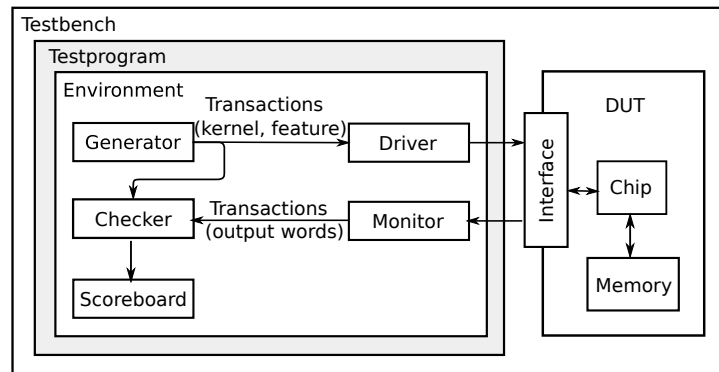 Testbench
Testprogram
Environment
Transactions
(kernel, feature)
Generator
Driver
Checker
Transactions
(output words)
Monitor
Scoreboard
Interface
DUT
Chip
Memory